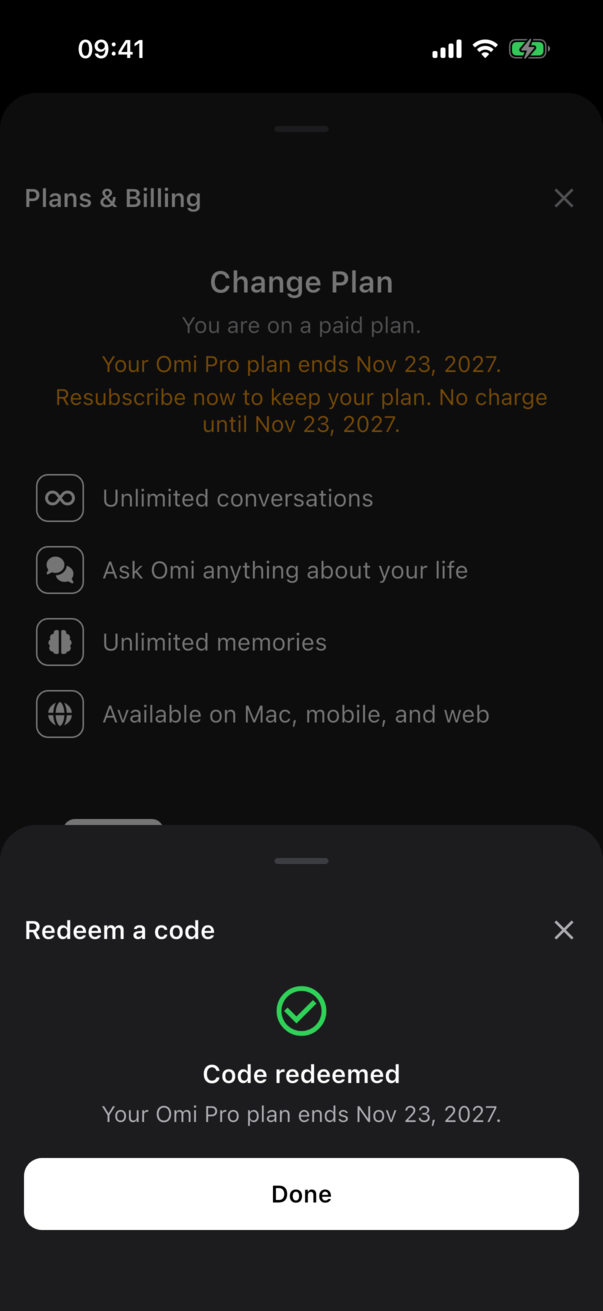 09:41
Plans & Billing
Change Plan
You are on a paid plan.
Your Omi Pro plan ends Nov 23, 2027.
Resubscribe now to keep your plan. No charge
until Nov 23, 2027.
Unlimited conversations
Ask Omi anything about your life
Unlimited memories
Available on Mac, mobile, and web
Redeem a code
Code redeemed
Your Omi Pro plan ends Nov 23, 2027.
Done